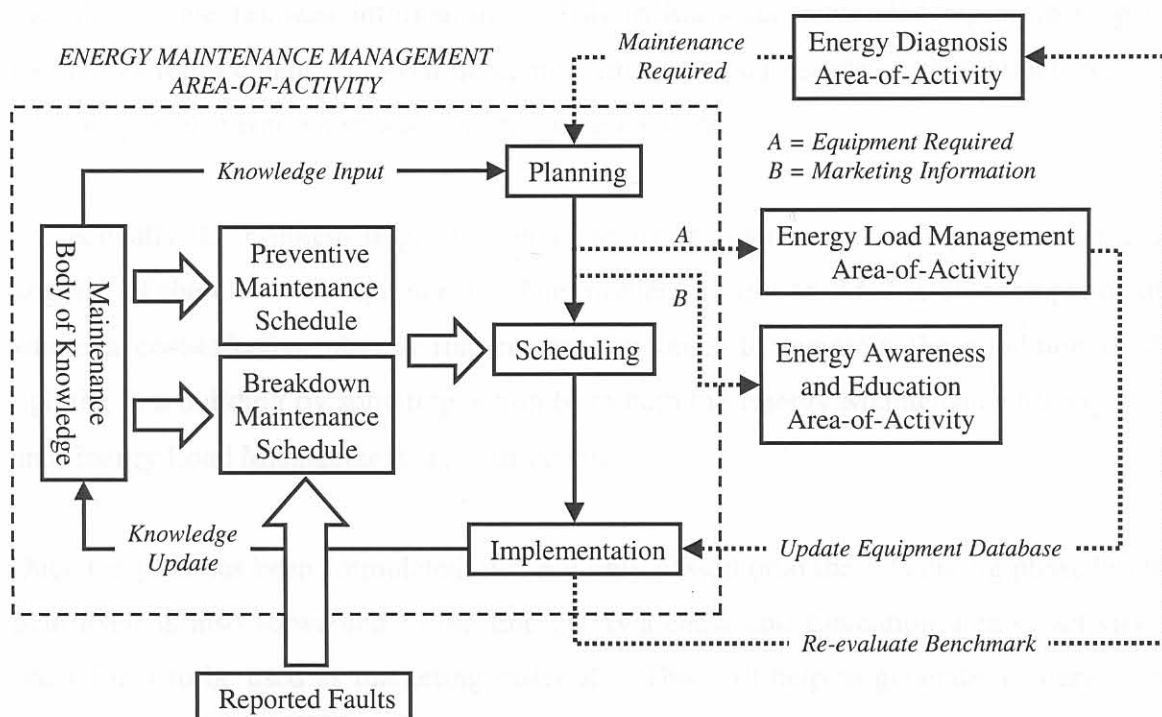 ENERGY MAINTENANCE MANAGEMENT
AREA-OF-ACTIVITY
Maintenance
Required
Energy Diagnosis
Area-of-Activity
A = Equipment Required
B = Marketing Information
Knowledge Input
Planning
Maintenance
Body of Knowledge
Preventive
Maintenance
Schedule
Breakdown
Maintenance
Schedule
Scheduling
A
B
Energy Load Management
Area-of-Activity
Energy Awareness
and Education
Area-of-Activity
Knowledge
Update
Implementation
Update Equipment Database
Re-evaluate Benchmark
Reported Faults